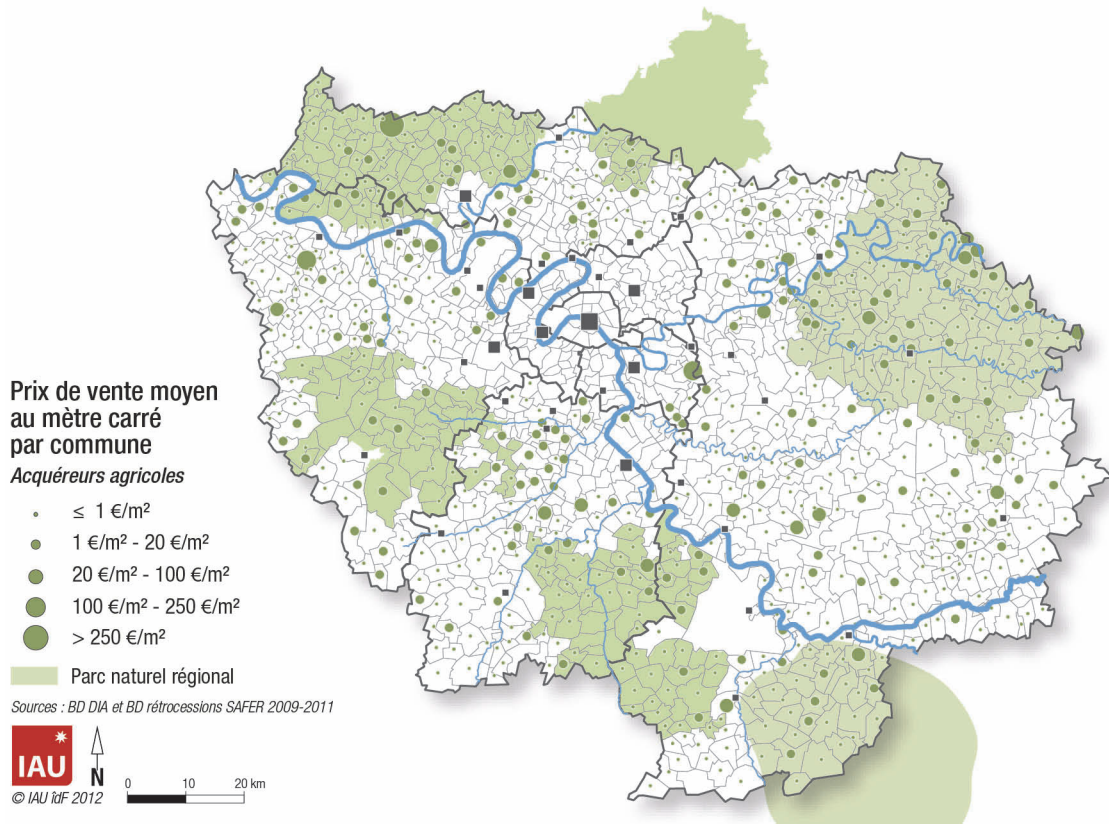 Prix de vente moyen
au mètre carré
par commune
Acquéreurs agricoles
≤ 1 €/m²
1 €/m² - 20 €/m²
20 €/m² - 100 €/m²
100 €/m² - 250 €/m²
> 250 €/m²
Parc naturel régional
Sources : BD DIA et BD rétrocessions SAFER 2009-2011
IAU
N
© IAU îdF 2012
0 10 20 km